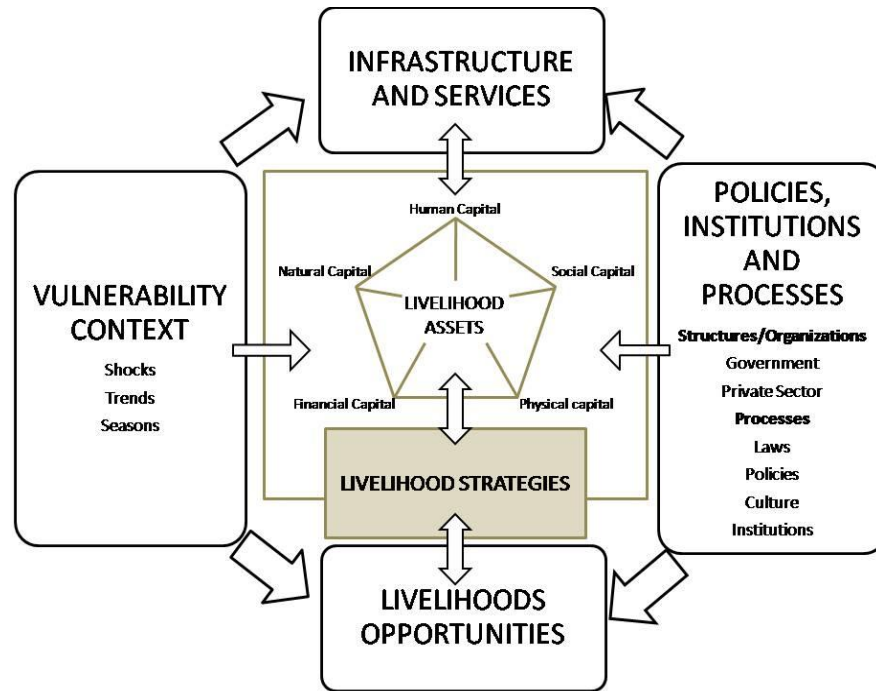 INFRASTRUCTURE
AND SERVICES
VULNERABILITY
CONTEXT
Shocks
Trends
Seasons
Human Capital
Natural Capital
Social Capital
LIVELIHOOD
ASSETS
Financial Capital
Physical capital
LIVELIHOOD STRATEGIES
POLICIES,
INSTITUTIONS
AND
PROCESSES
Structures/Organizations
Government
Private Sector
Processes
Laws
Policies
Culture
Institutions
LIVELIHOODS
OPPORTUNITIES